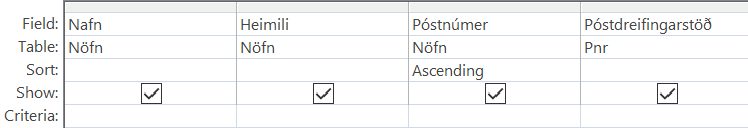 Field: Nafn Heimili Póstnúmer Póstdreifingarstöð
Table: Nöfn Nöfn Nöfn Pnr
Sort: Ascending
Show:
Criteria: